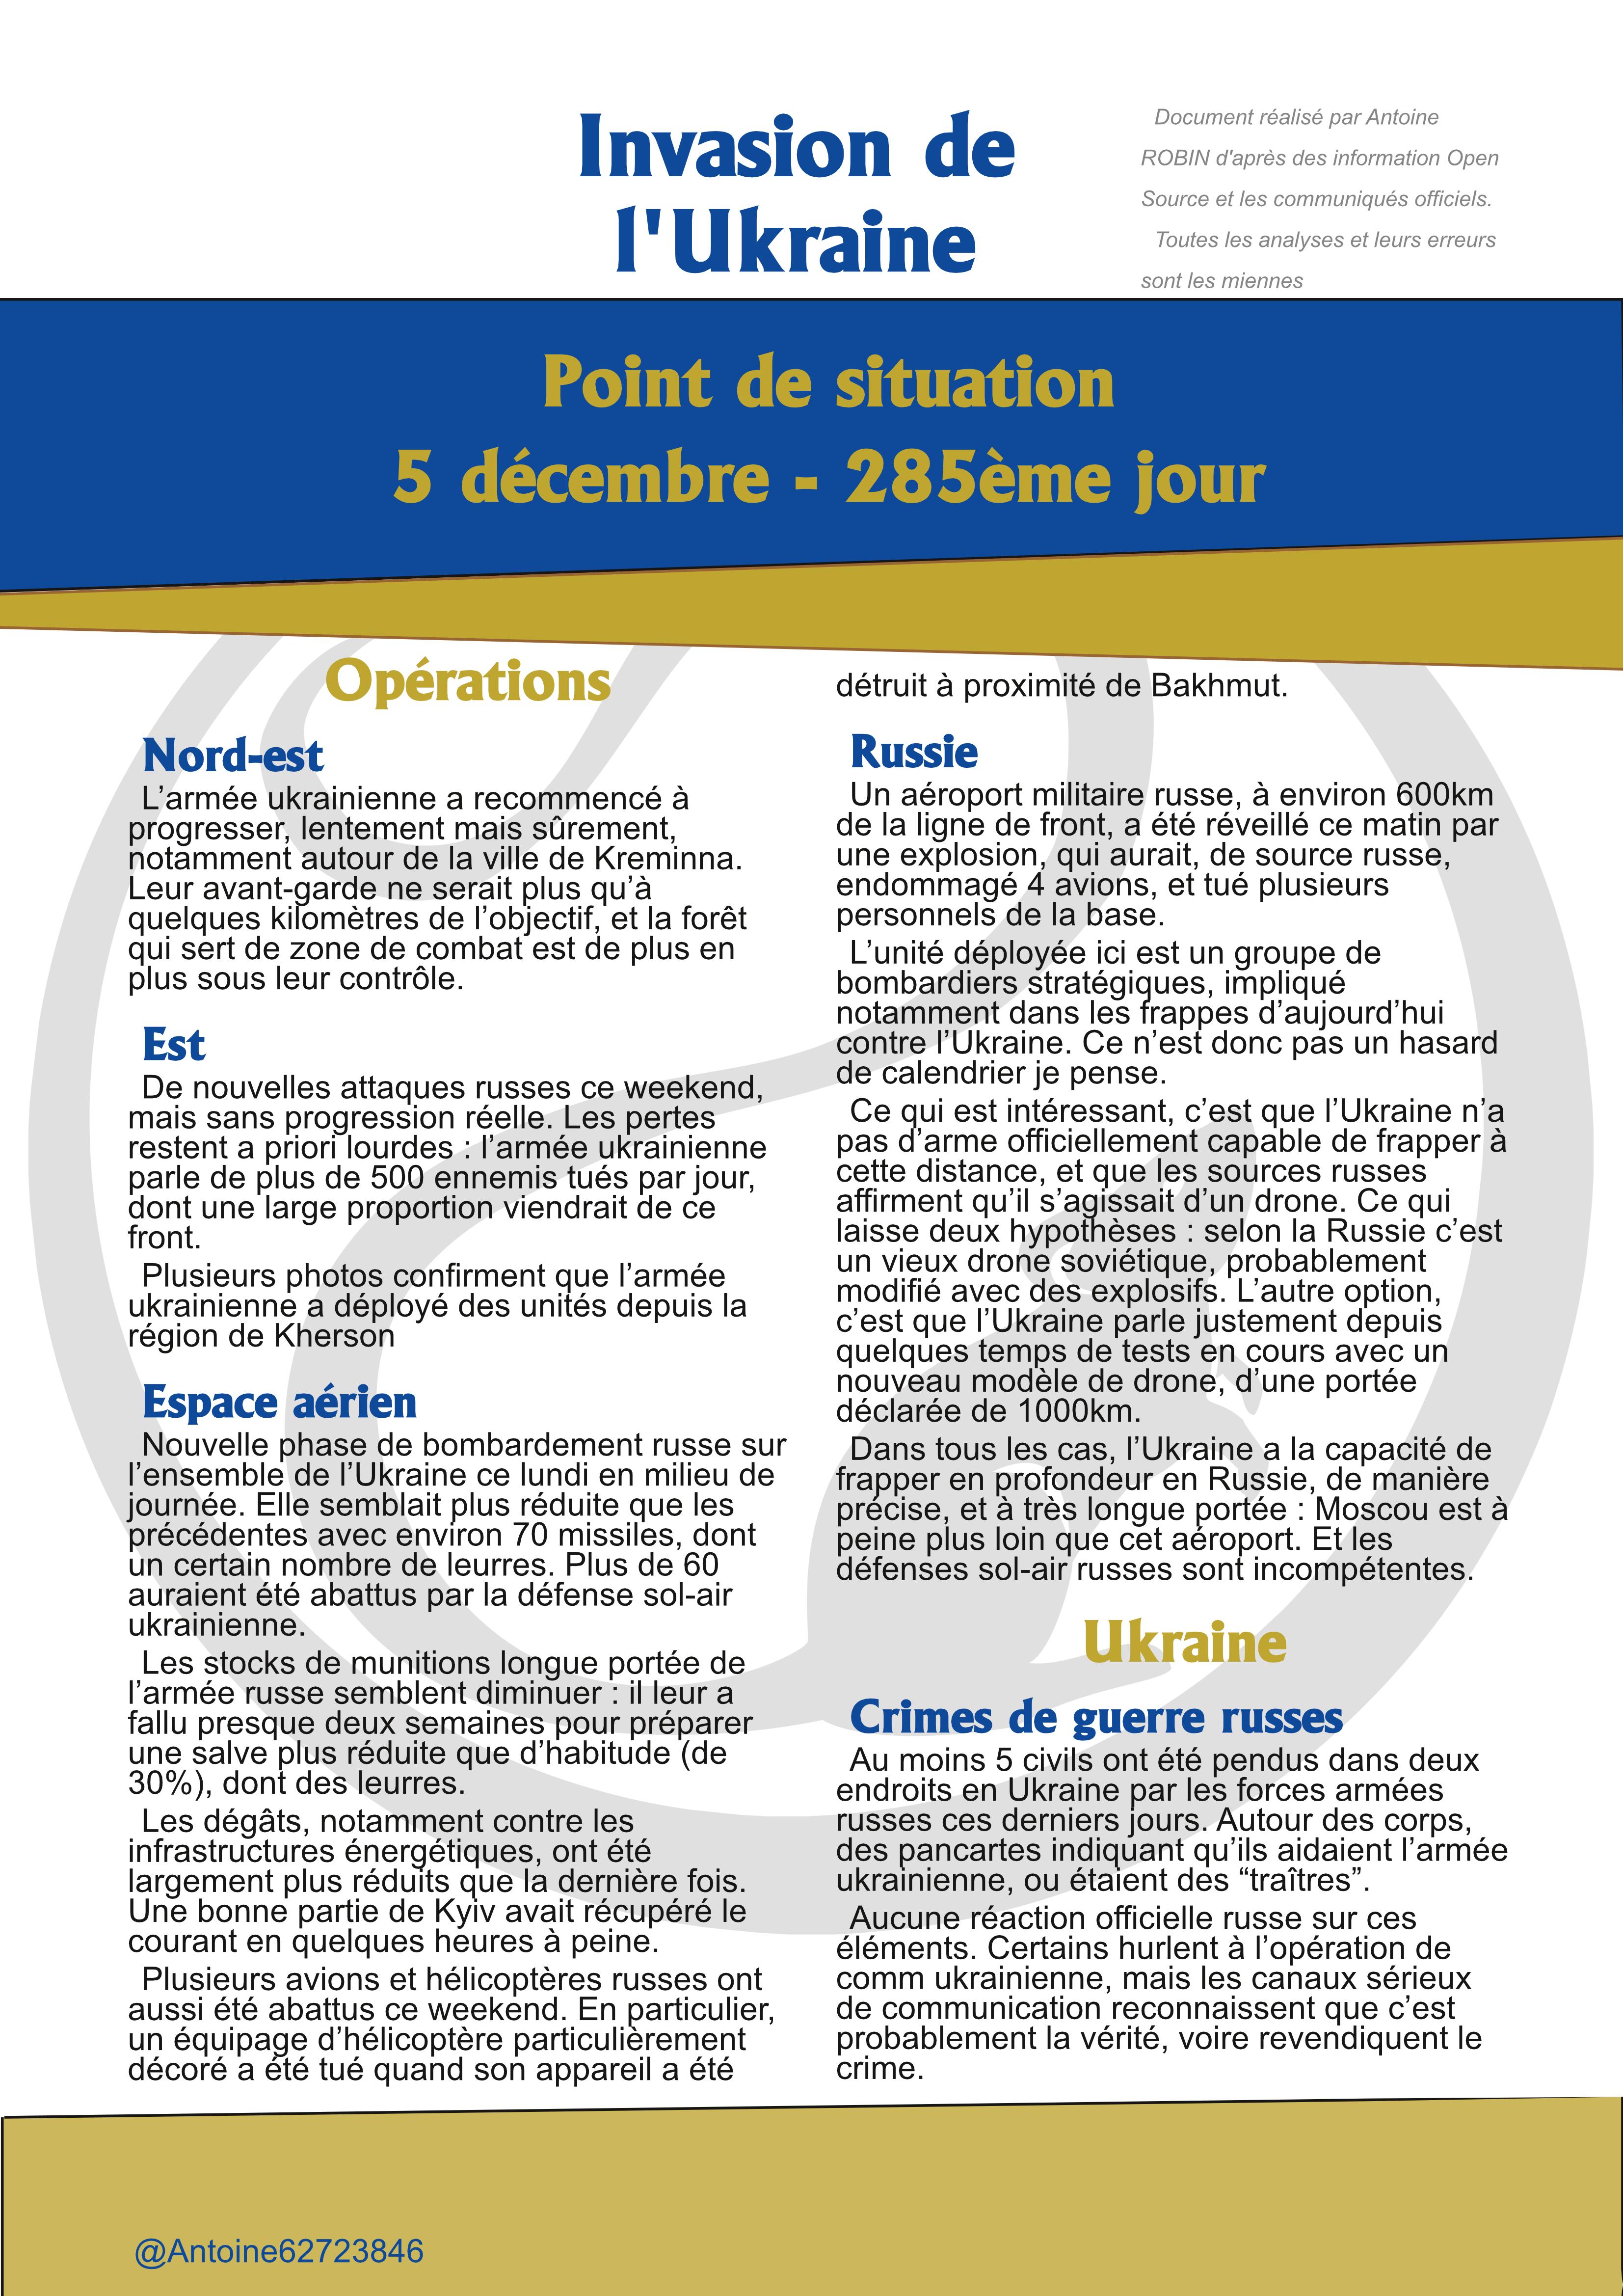 Invasion de
l'Ukraine
Document réalisé par Antoine
ROBIN d'après des information Open
Source et les communiqués officiels.
Toutes les analyses et leurs erreurs
sont les miennes
Point de situation
5 décembre - 285ème jour
Opérations
Nord-est
L’armée ukrainienne a recommencé à
progresser, lentement mais sûrement,
notamment autour de la ville de Kreminna.
Leur avant-garde ne serait plus qu’à
quelques kilomètres de l’objectif, et la forêt
qui sert de zone de combat est de plus en
plus sous leur contrôle.
Est
De nouvelles attaques russes ce weekend,
mais sans progression réelle. Les pertes
restent a priori lourdes : l’armée ukrainienne
parle de plus de 500 ennemis tués par jour,
dont une large proportion viendrait de ce
front.
Plusieurs photos confirment que l’armée
ukrainienne a déployé des unités depuis la
région de Kherson
Espace aérien
Nouvelle phase de bombardement russe sur
l’ensemble de l’Ukraine ce lundi en milieu de
journée. Elle semblait plus réduite que les
précédentes avec environ 70 missiles, dont
un certain nombre de leurres. Plus de 60
auraient été abattus par la défense sol-air
ukrainienne.
Les stocks de munitions longue portée de
l’armée russe semblent diminuer : il leur a
fallu presque deux semaines pour préparer
une salve plus réduite que d’habitude (de
30%), dont des leurres.
Les dégâts, notamment contre les
infrastructures énergétiques, ont été
largement plus réduits que la dernière fois.
Une bonne partie de Kyiv avait récupéré le
courant en quelques heures à peine.
Plusieurs avions et hélicoptères russes ont
aussi été abattus ce weekend. En particulier,
un équipage d’hélicoptère particulièrement
décoré a été tué quand son appareil a été
détruit à proximité de Bakhmut.
Russie
Un aéroport militaire russe, à environ 600km
de la ligne de front, a été réveillé ce matin par
une explosion, qui aurait, de source russe,
endommagé 4 avions, et tué plusieurs
personnels de la base.
L’unité déployée ici est un groupe de
bombardiers stratégiques, impliqué
notamment dans les frappes d’aujourd’hui
contre l’Ukraine. Ce n’est donc pas un hasard
de calendrier je pense.
Ce qui est intéressant, c’est que l’Ukraine n’a
pas d’arme officiellement capable de frapper à
cette distance, et que les sources russes
affirment qu’il s’agissait d’un drone. Ce qui
laisse deux hypothèses : selon la Russie c’est
un vieux drone soviétique, probablement
modifié avec des explosifs. L’autre option,
c’est que l’Ukraine parle justement depuis
quelques temps de tests en cours avec un
nouveau modèle de drone, d’une portée
déclarée de 1000km.
Dans tous les cas, l’Ukraine a la capacité de
frapper en profondeur en Russie, de manière
précise, et à très longue portée : Moscou est à
peine plus loin que cet aéroport. Et les
défenses sol-air russes sont incompétentes.
Ukraine
Crimes de guerre russes
Au moins 5 civils ont été pendus dans deux
endroits en Ukraine par les forces armées
russes ces derniers jours. Autour des corps,
des pancartes indiquant qu’ils aidaient l’armée
ukrainienne, ou étaient des “traîtres”.
Aucune réaction officielle russe sur ces
éléments. Certains hurlent à l’opération de
comm ukrainienne, mais les canaux sérieux
de communication reconnaissent que c’est
probablement la vérité, voire revendiquent le
crime.
@Antoine62723846